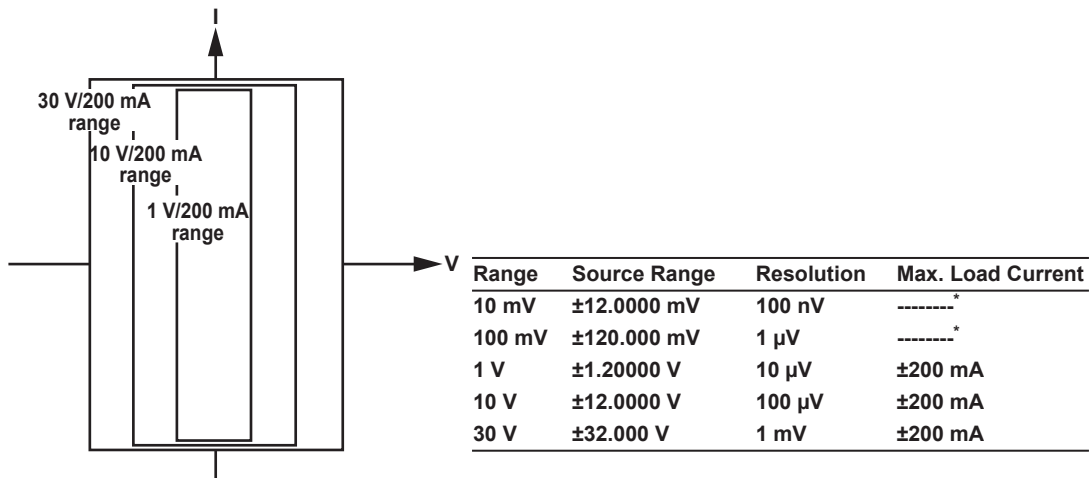 I
30 V/200 mA
range
10 V/200 mA
range
1 V/200 mA
range
V
Range Source Range Resolution Max. Load Current
10 mV ±12.0000 mV 100 nV --------*
100 mV ±120.000 mV 1 µV --------*
1 V ±1.20000 V 10 µV ±200 mA
10 V ±12.0000 V 100 µV ±200 mA
30 V ±32.000 V 1 mV ±200 mA